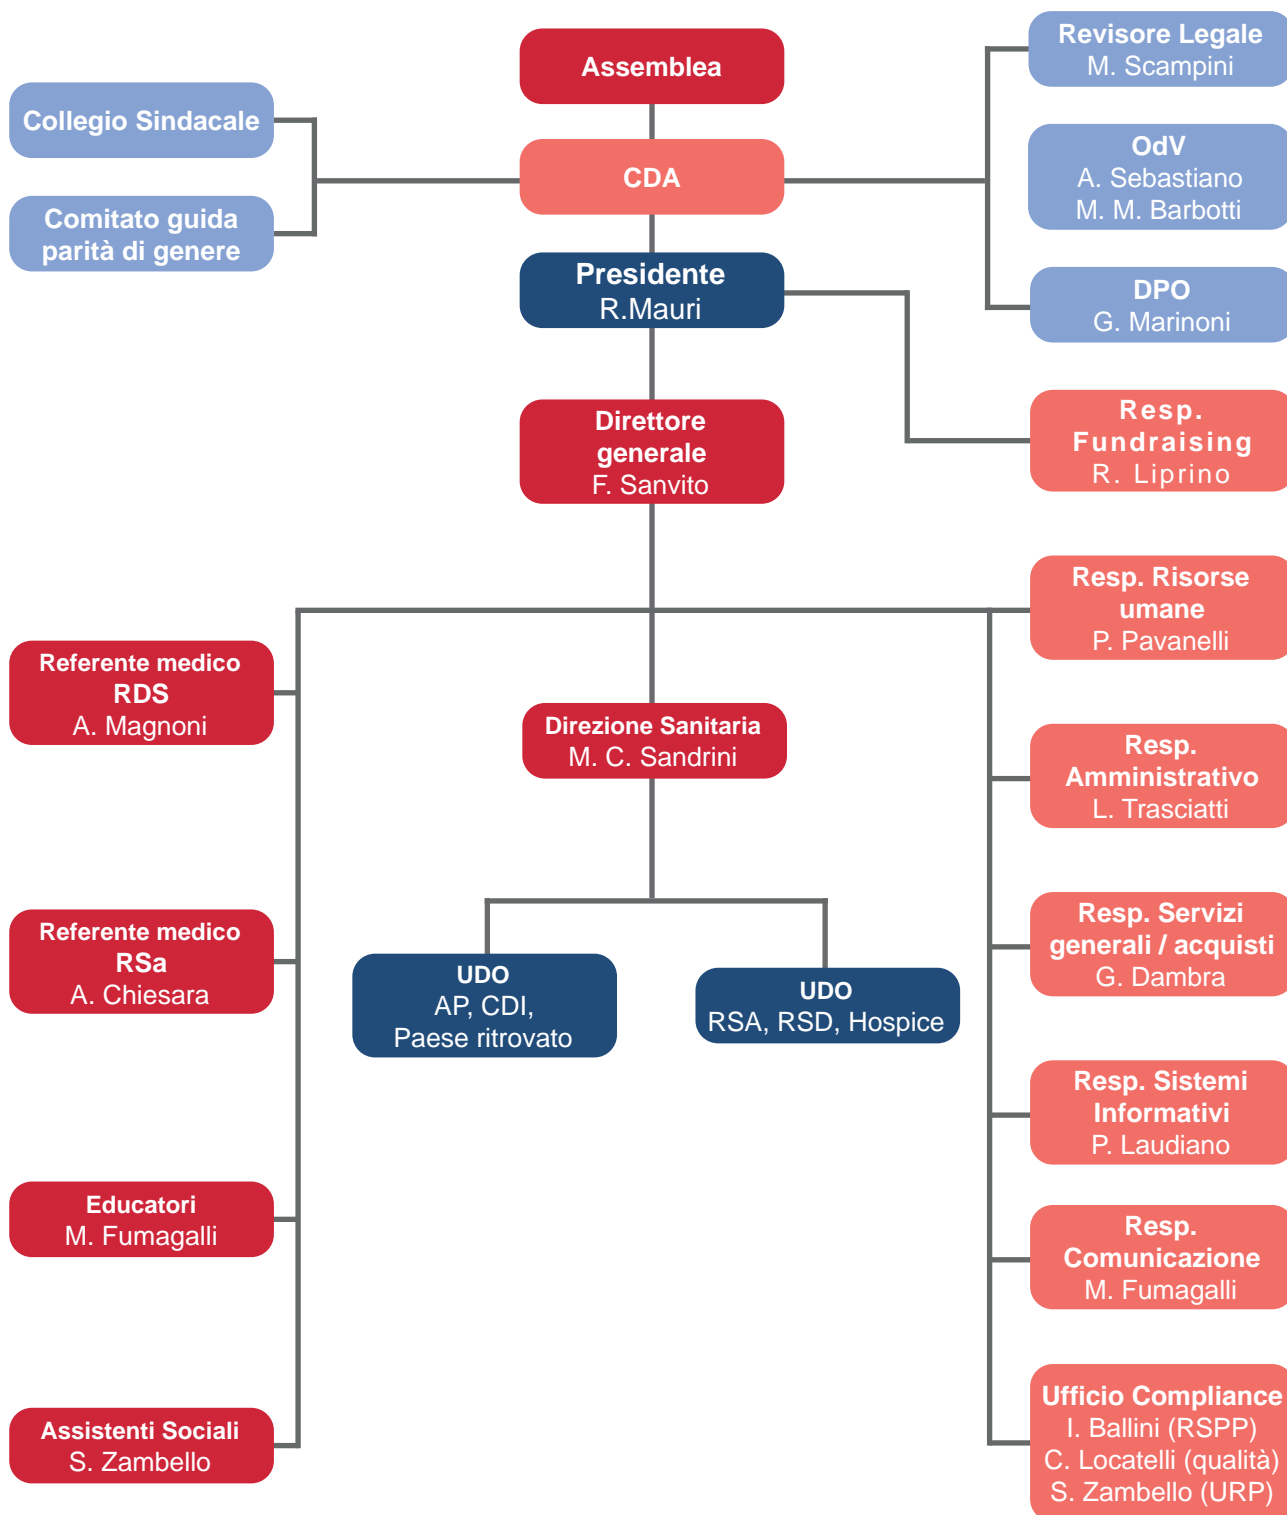 Assemblea
CDA
Collegio Sindacale
Comitato guida
parità di genere
Revisore Legale
M. Scampini
OdV
A. Sebastiano
M. M. Barbotti
DPO
G. Marinoni
Presidente
R.Mauri
Resp.
Fundraising
R. Liprino
Direttore
generale
F. Sanvito
Referente medico
RDS
A. Magnoni
Referente medico
RSa
A. Chiesara
Educatori
M. Fumagalli
Assistenti Sociali
S. Zambello
Direzione Sanitaria
M. C. Sandrini
UDO
AP, CDI,
Paese ritrovato
UDO
RSA, RSD, Hospice
Resp. Risorse
umane
P. Pavanelli
Resp.
Amministrativo
L. Trasciatti
Resp. Servizi
generali / acquisti
G. Dambra
Resp. Sistemi
Informativi
P. Laudiano
Resp.
Comunicazione
M. Fumagalli
Ufficio Compliance
I. Ballini (RSPP)
C. Locatelli (qualità)
S. Zambello (URP)